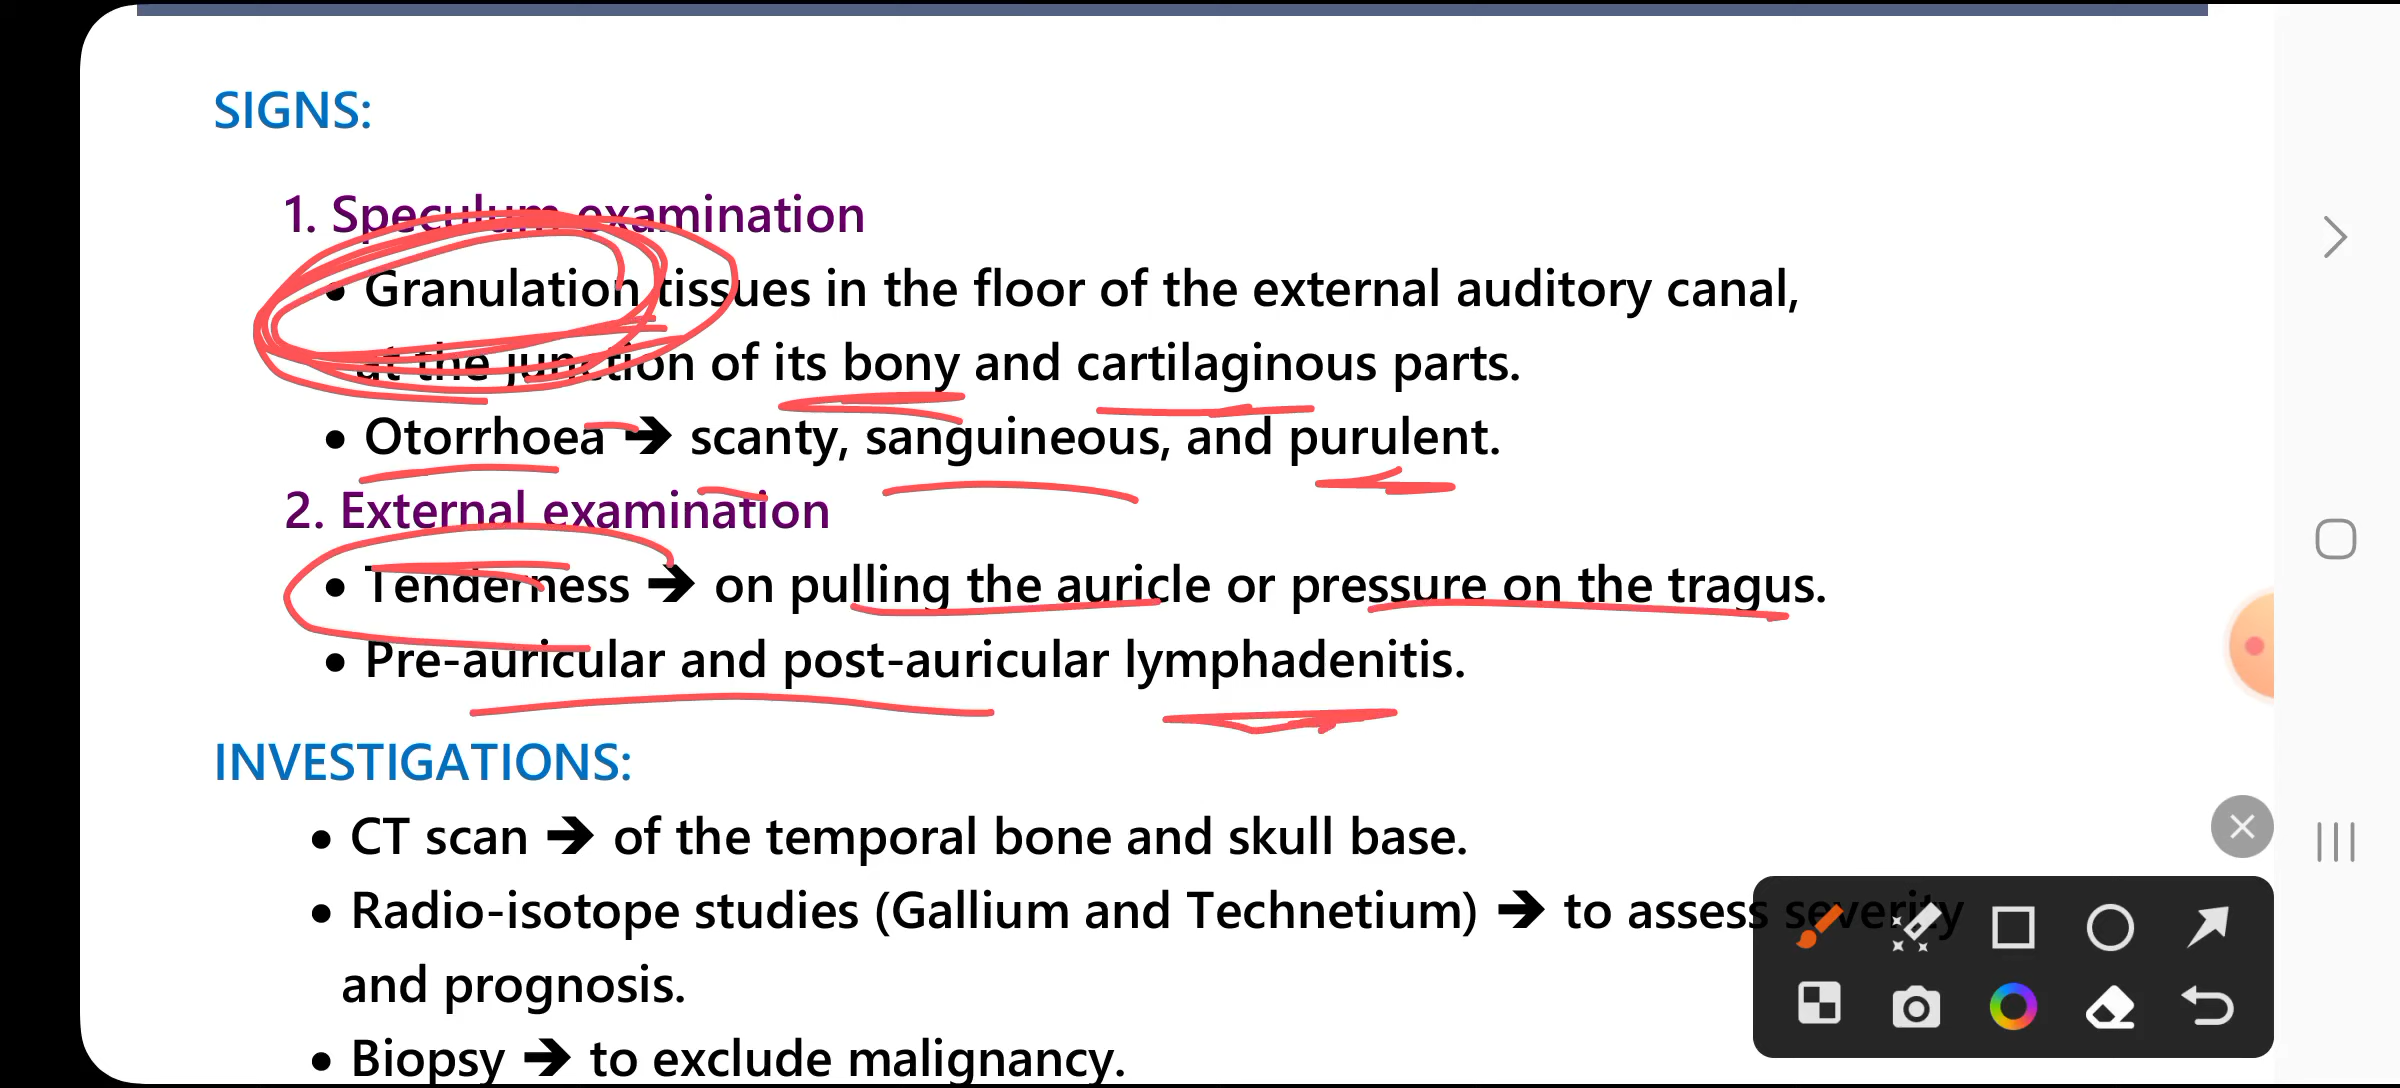 SIGNS:
1. Speculum examination
• Granulation tissues in the floor of the external auditory canal,
at the junction of its bony and cartilaginous parts.
• Otorrhoea ➔ scanty, sanguineous, and purulent.
2. External examination
• Tenderness ➔ on pulling the auricle or pressure on the tragus.
• Pre-auricular and post-auricular lymphadenitis.
INVESTIGATIONS:
• CT scan ➔ of the temporal bone and skull base.
• Radio-isotope studies (Gallium and Technetium) ➔ to assess severity
and prognosis.
• Biopsy ➔ to exclude malignancy.